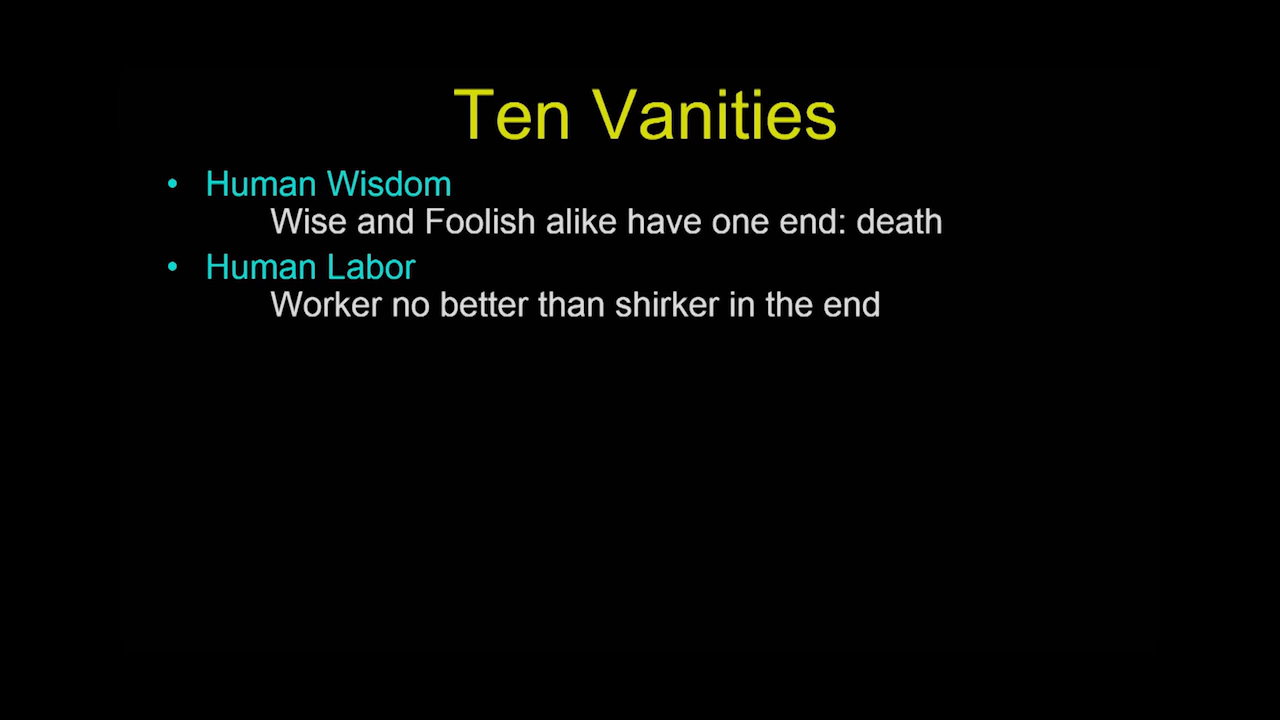 Ten Vanities
• Human Wisdom
Wise and Foolish alike have one end: death
• Human Labor
Worker no better than shirker in the end